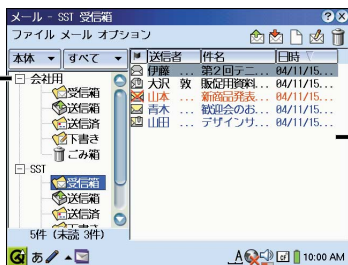 メール - SST 受信箱
ファイル メール オプション
本体 すべて
送信者 件名 日時
伊藤 ... 第2回テニ... 04/11/15...
大沢 敦 販促用資料... 04/11/15...
山本 ... 新商品発表... 04/11/15...
青木 ... 歓迎会のお... 04/11/15...
山田 ... デザインサ... 04/11/15...
会社用
受信箱
送信箱
送信済
下書き
ごみ箱
SST
受信箱
送信箱
送信済
下書き
5件 (未読 3件)
あ A 10:00 AM